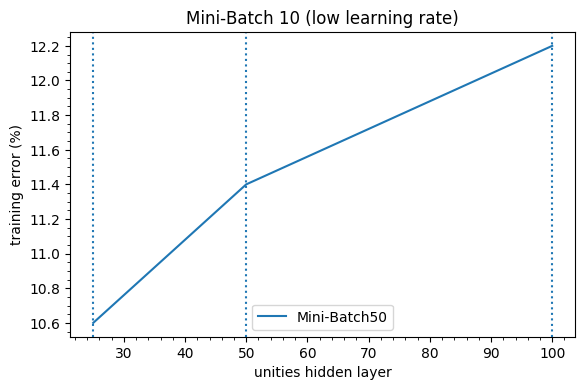 Mini-Batch 10 (low learning rate)
training error (%)
12.2
12.0
11.8
11.6
11.4
11.2
11.0
10.8
10.6
Mini-Batch50
30 40 50 60 70 80 90 100
unities hidden layer